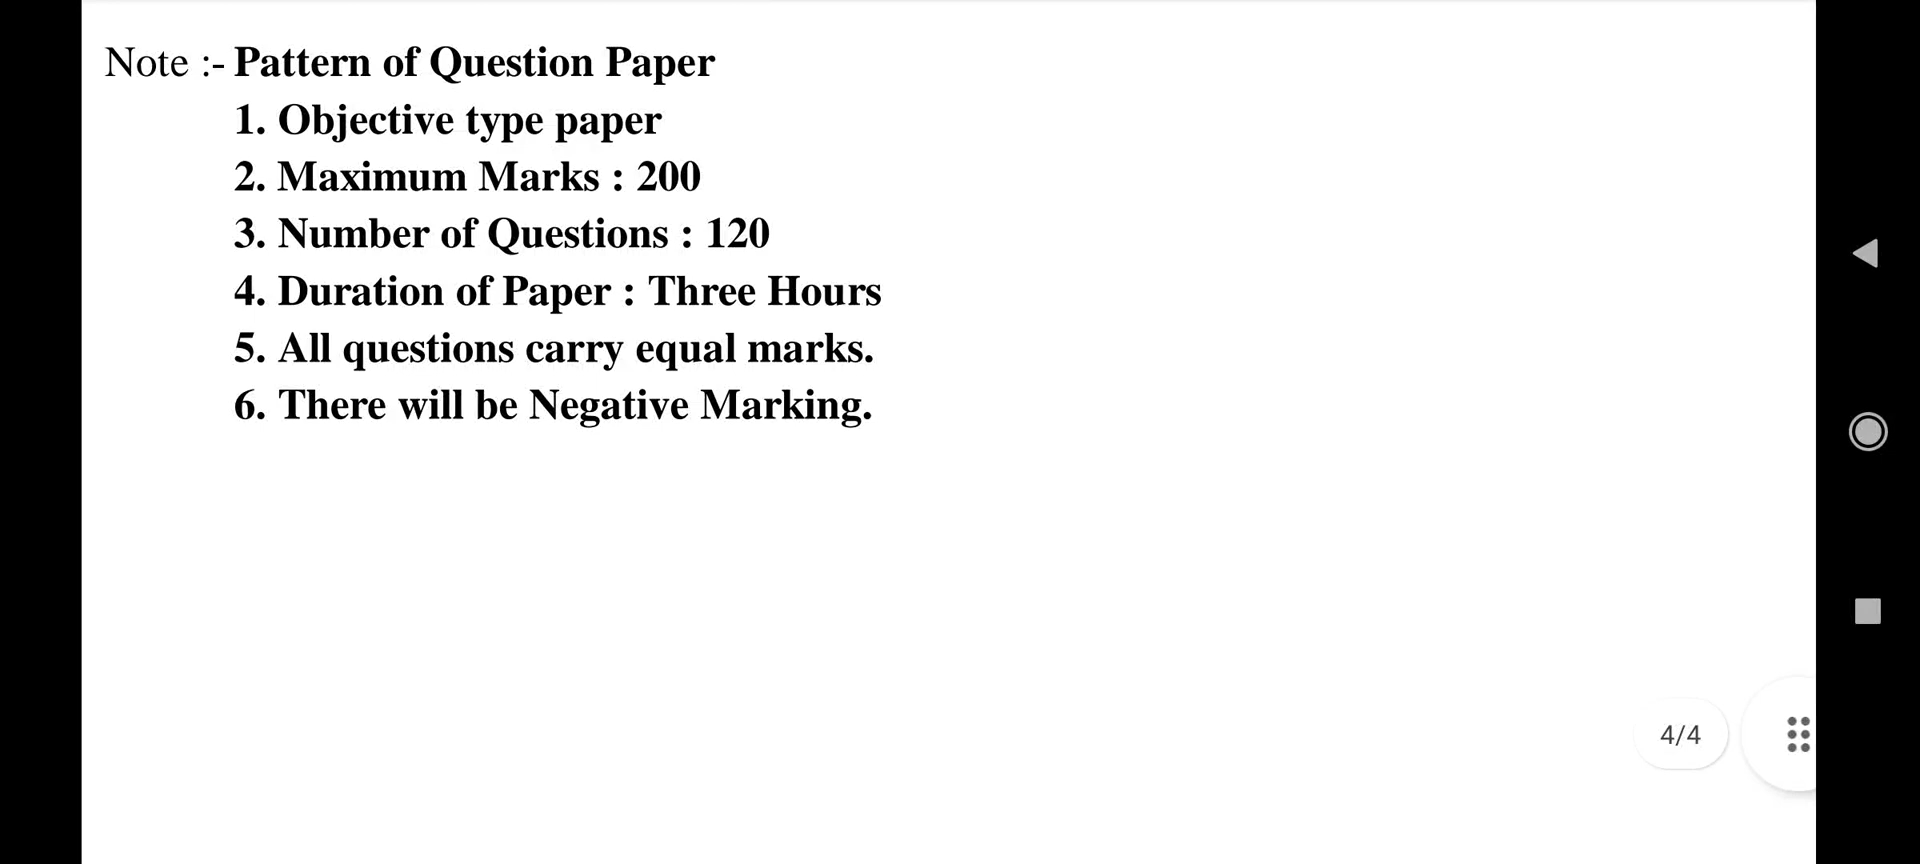 Note :- Pattern of Question Paper
1. Objective type paper
2. Maximum Marks : 200
3. Number of Questions : 120
4. Duration of Paper : Three Hours
5. All questions carry equal marks.
6. There will be Negative Marking.
4/4